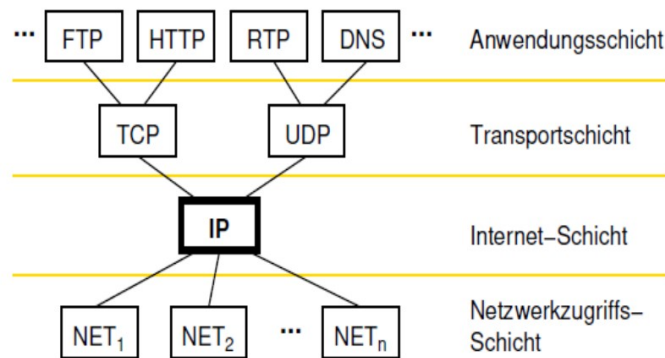 ... FTP HTTP RTP DNS ... Anwendungsschicht
TCP UDP Transportschicht
IP Internet-Schicht
NET₁ NET₂ ... NETₙ Netzwerkzugriffs-
Schicht